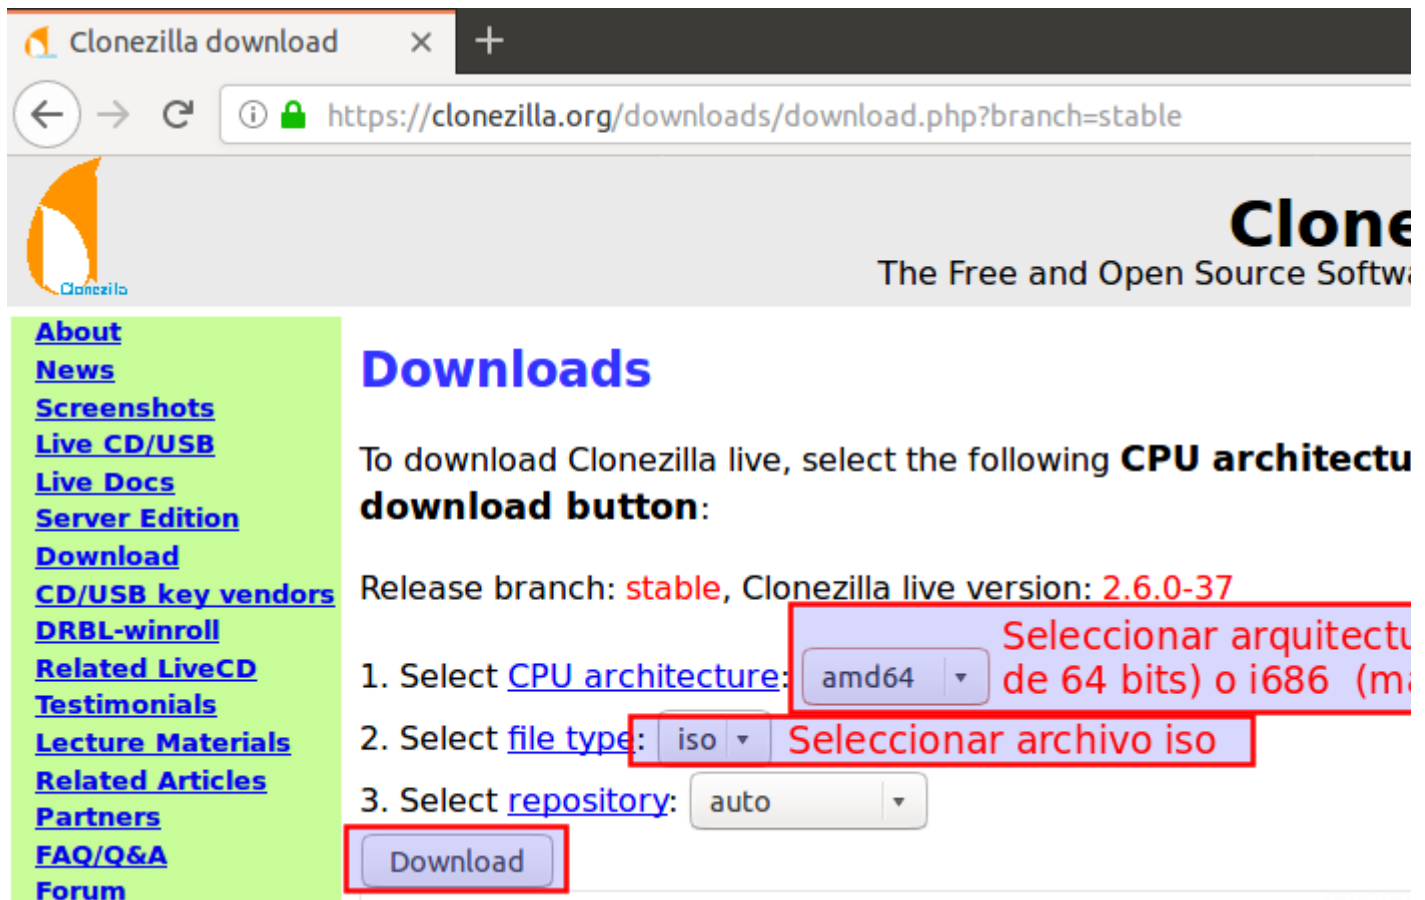 Clonezilla download
https://clonezilla.org/downloads/download.php?branch=stable
Clonezilla
The Free and Open Source
About
News
Screenshots
Live CD/USB
Live Docs
Server Edition
Download
CD/USB key vendors
DRBL-winroll
Related LiveCD
Testimonials
Lecture Materials
Related Articles
Partners
FAQ/Q&A
Forum
Downloads
To download Clonezilla live, select the following CPU
download button:
Release branch: stable, Clonezilla live version: 2.6.0-37
Seleccionar
1. Select CPU architecture: amd64 de 64 bits) o i686
2. Select file type: iso Seleccionar archivo iso
3. Select repository: auto
Download